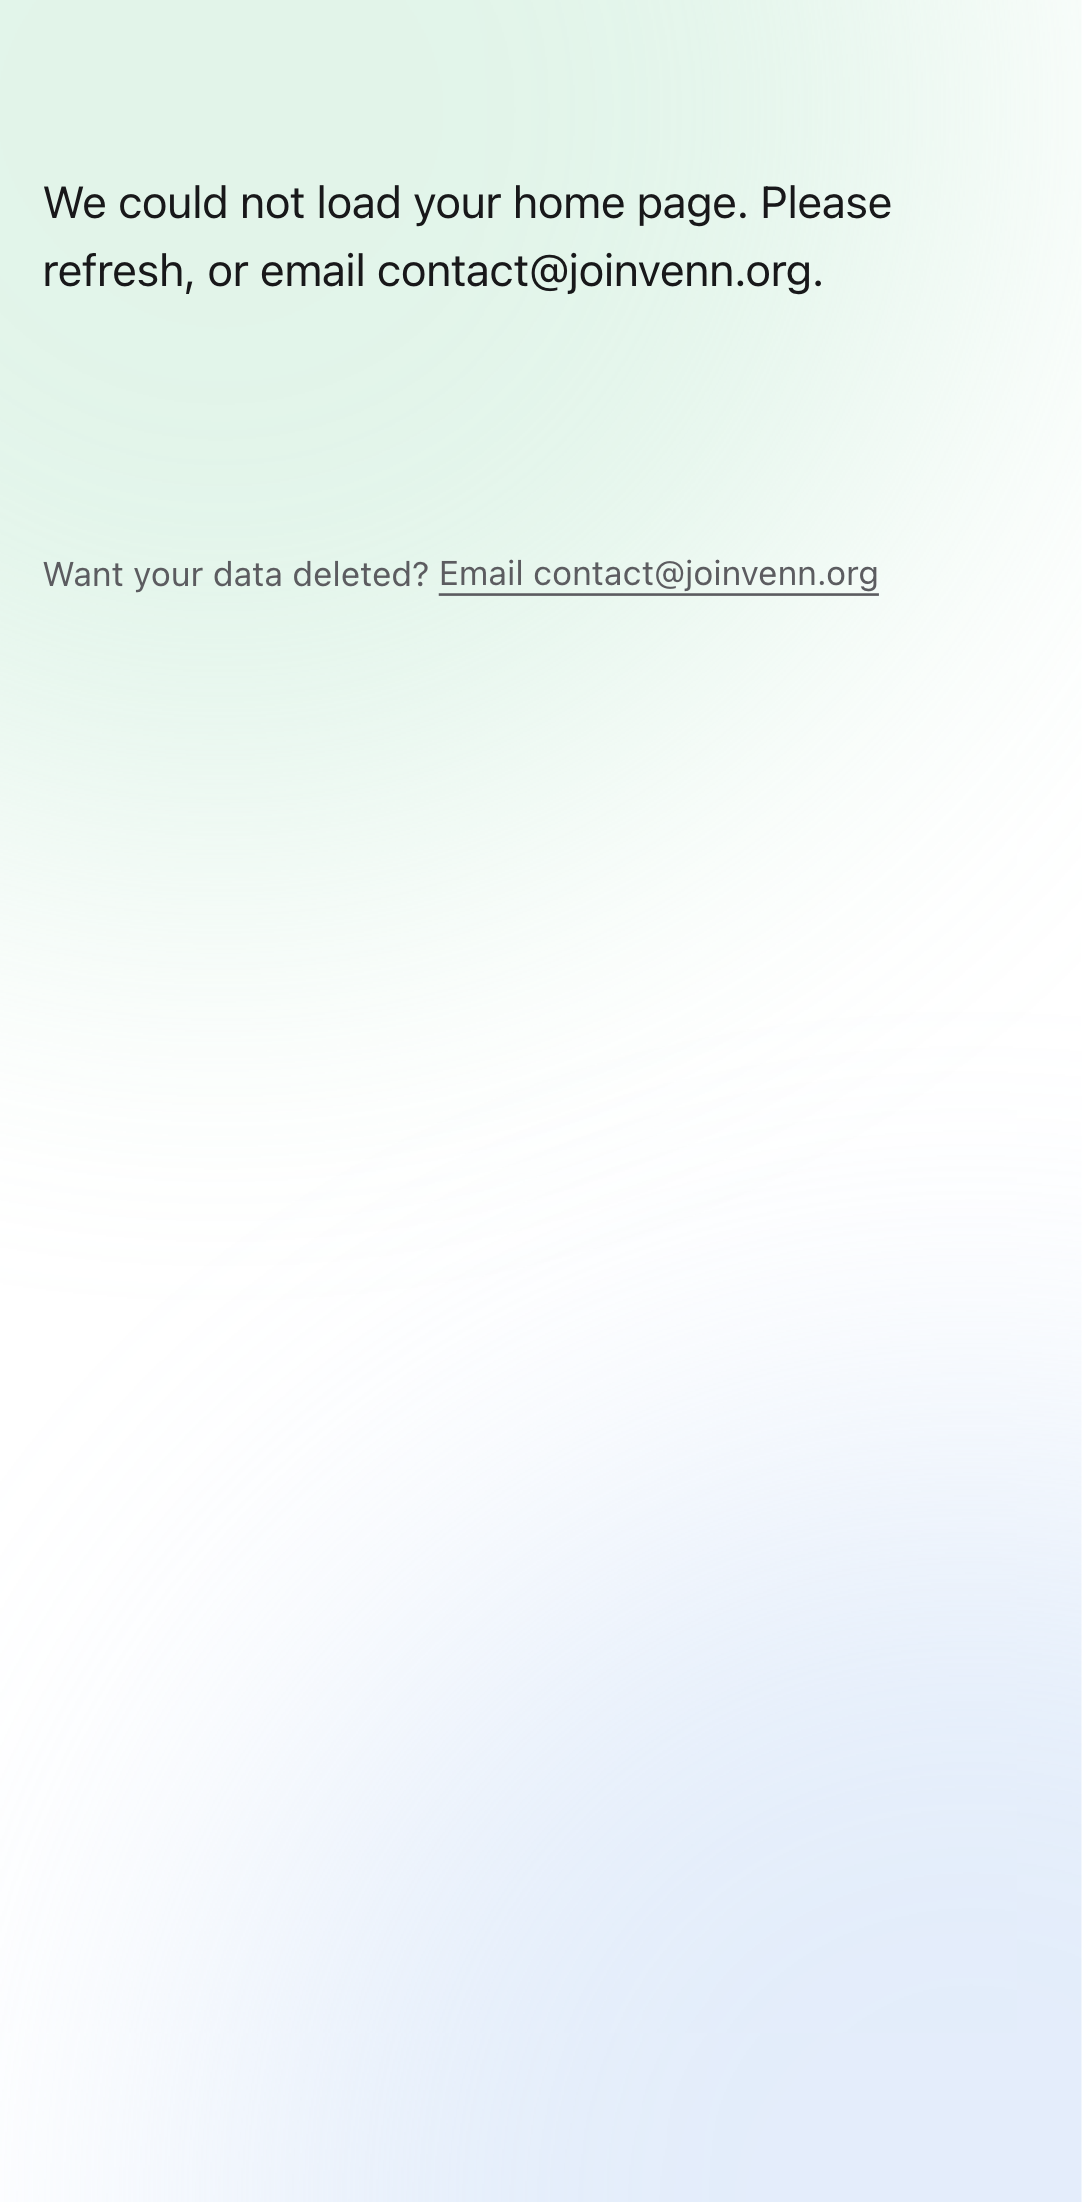 We could not load your home page. Please
refresh, or email contact@joinvenn.org.
Want your data deleted? Email contact@joinvenn.org